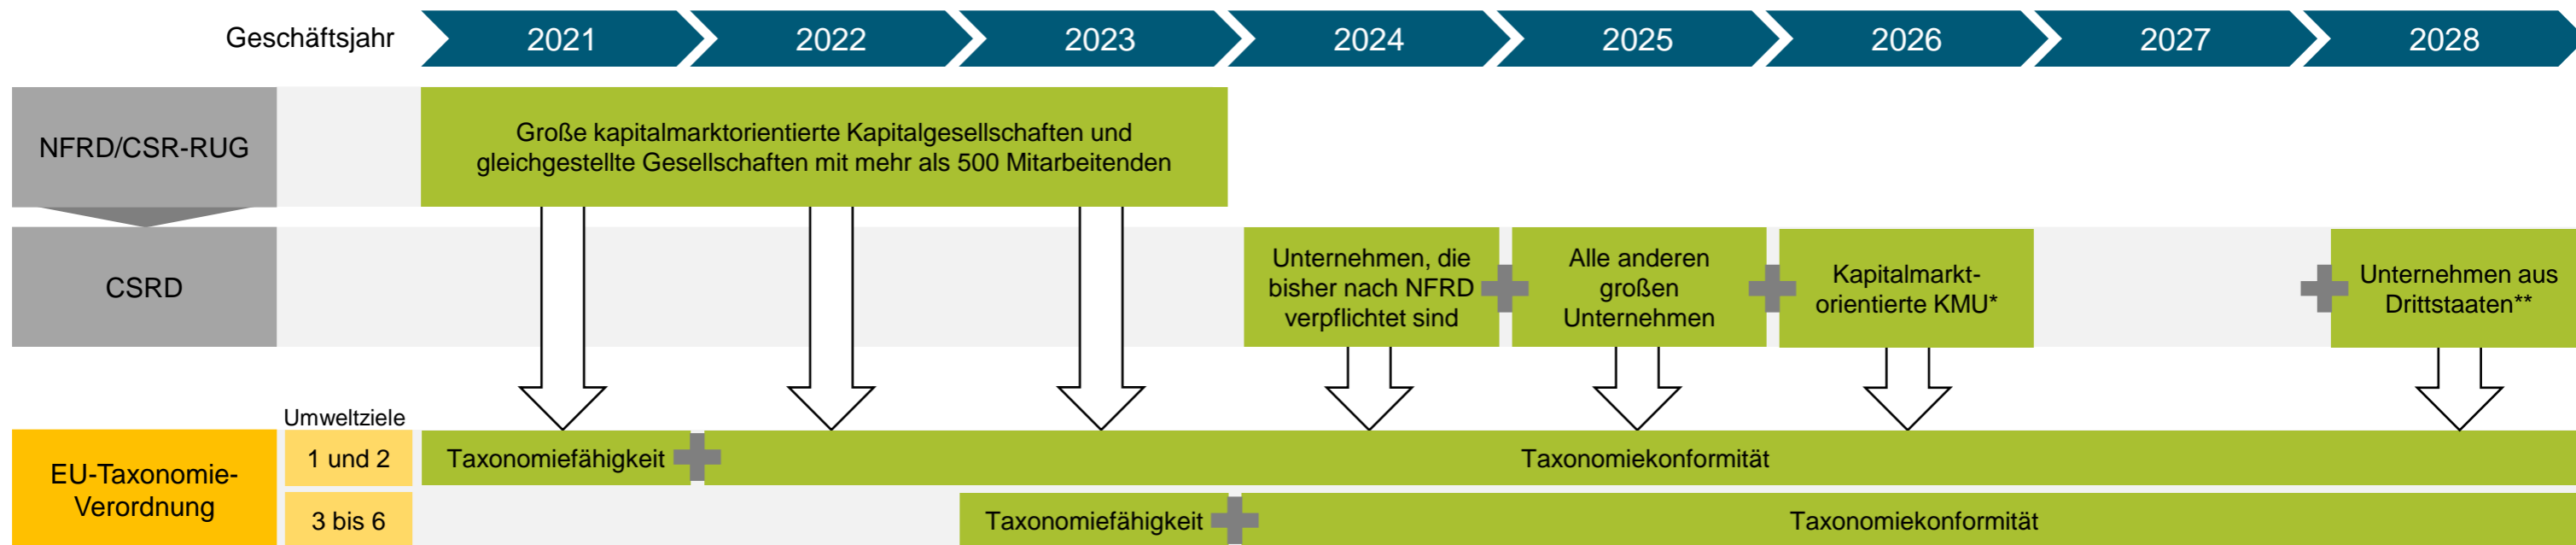 Geschäftsjahr
2021
2022
2023
2024
2025
2026
2027
2028
NFRD/CSR-RUG
Große kapitalmarktorientierte Kapitalgesellschaften und
gleichgestellte Gesellschaften mit mehr als 500 Mitarbeitenden
CSRD
Unternehmen, die
bisher nach NFRD
verpflichtet sind
Alle anderen
großen
Unternehmen
Kapitalmarkt-
orientierte KMU*
Unternehmen aus
Drittstaaten**
EU-Taxonomie-
Verordnung
Umweltziele
1 und 2
Taxonomiefähigkeit
Taxonomiekonformität
3 bis 6
Taxonomiefähigkeit
Taxonomiekonformität